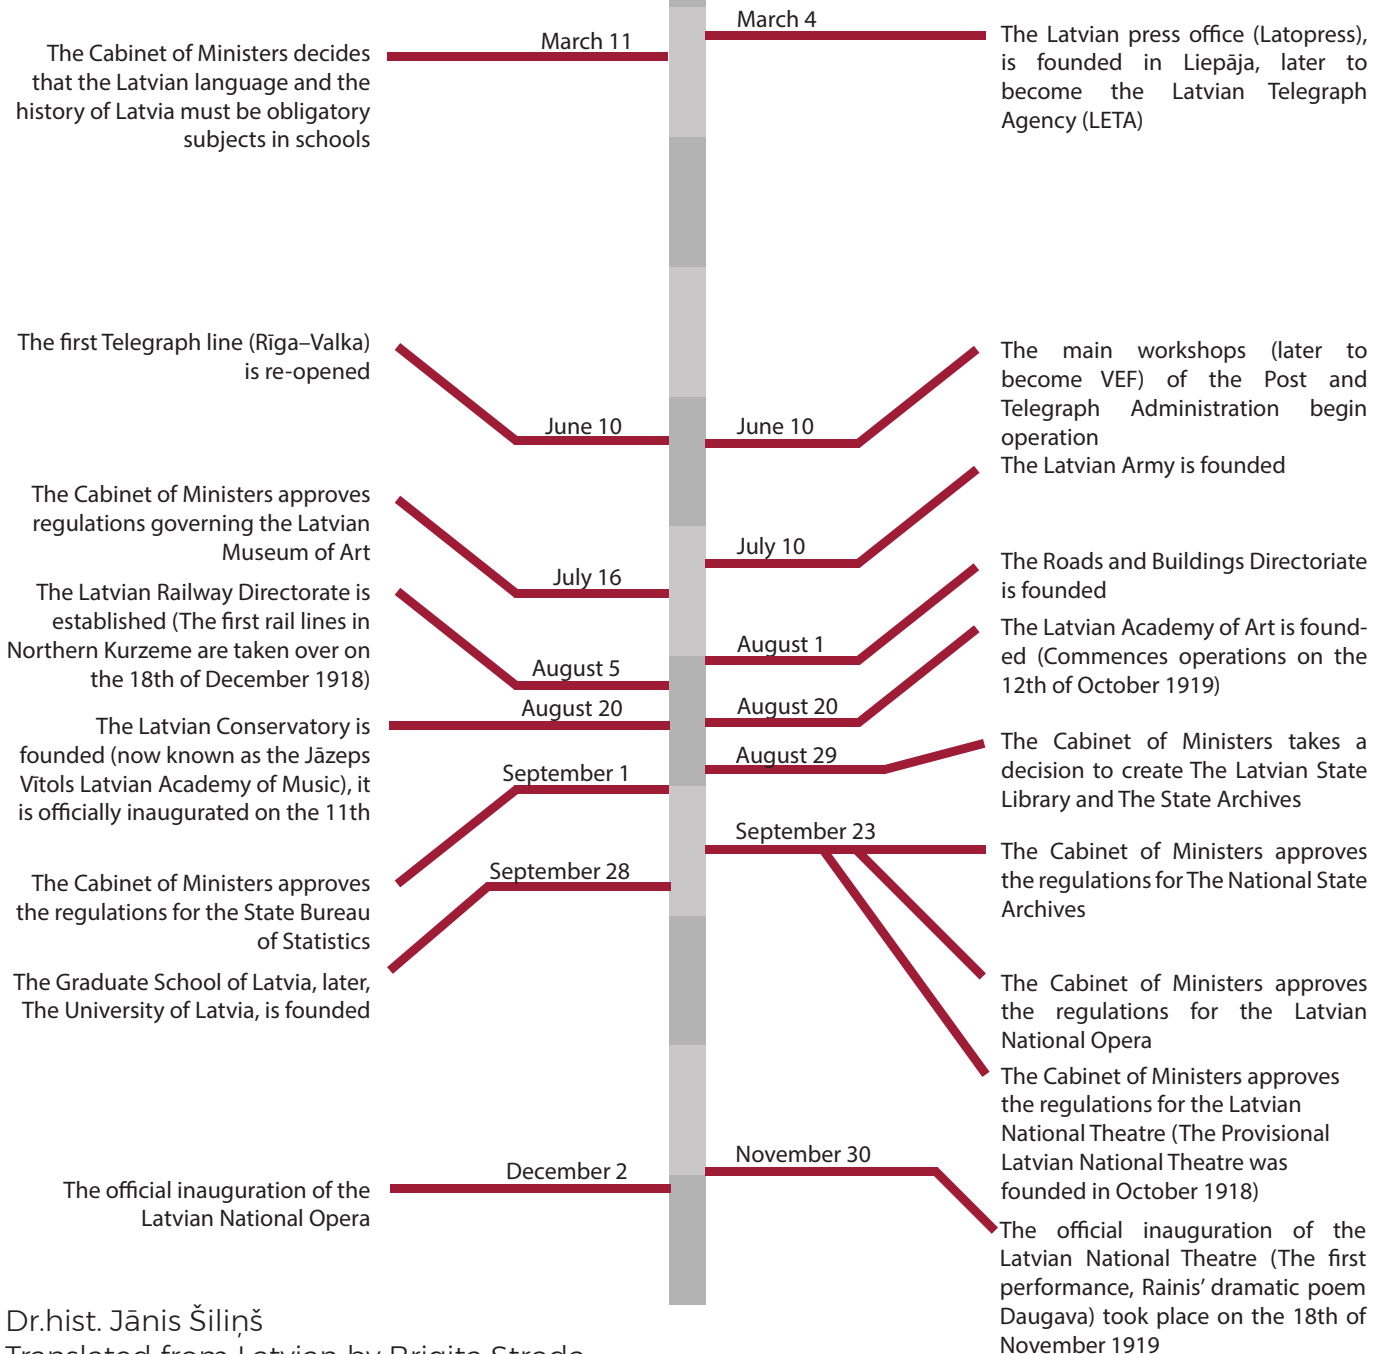 March 4
The Latvian press office (Latopress),
is founded in Liepāja, later to
become the Latvian Telegraph
Agency (LETA)
March 11
The Cabinet of Ministers decides
that the Latvian language and the
history of Latvia must be obligatory
subjects in schools
The first Telegraph line (Rīga–Valka)
is re-opened
June 10
June 10
The main workshops (later to
become VEF) of the Post and
Telegraph Administration begin
operation
The Latvian Army is founded
July 10
The Cabinet of Ministers approves
regulations governing the Latvian
Museum of Art
July 16
The Roads and Buildings Directoriate
is founded
August 1
The Latvian Railway Directorate is
established (The first rail lines in
Northern Kurzeme are taken over on
the 18th of December 1918)
August 5
The Latvian Academy of Art is found-
ed (Commences operations on the
12th of October 1919)
August 20
August 20
The Latvian Conservatory is
founded (now known as the Jāzeps
Vītols Latvian Academy of Music), it
is officially inaugurated on the 11th
August 29
The Cabinet of Ministers takes a
decision to create The Latvian State
Library and The State Archives
September 1
The Cabinet of Ministers approves
the regulations for the State Bureau
of Statistics
September 23
The Cabinet of Ministers approves
the regulations for The National State
Archives
The Cabinet of Ministers approves
the regulations for the Latvian
National Opera
The Cabinet of Ministers approves
the regulations for the Latvian
National Theatre (The Provisional
Latvian National Theatre was
founded in October 1918)
September 28
The Graduate School of Latvia, later,
The University of Latvia, is founded
November 30
The official inauguration of the
Latvian National Theatre (The first
performance, Rainis’ dramatic poem
Daugava) took place on the 18th of
November 1919
December 2
The official inauguration of the
Latvian National Opera
Dr.hist. Jānis Šiliņš
Translated from Latvian by Brigita Stroda